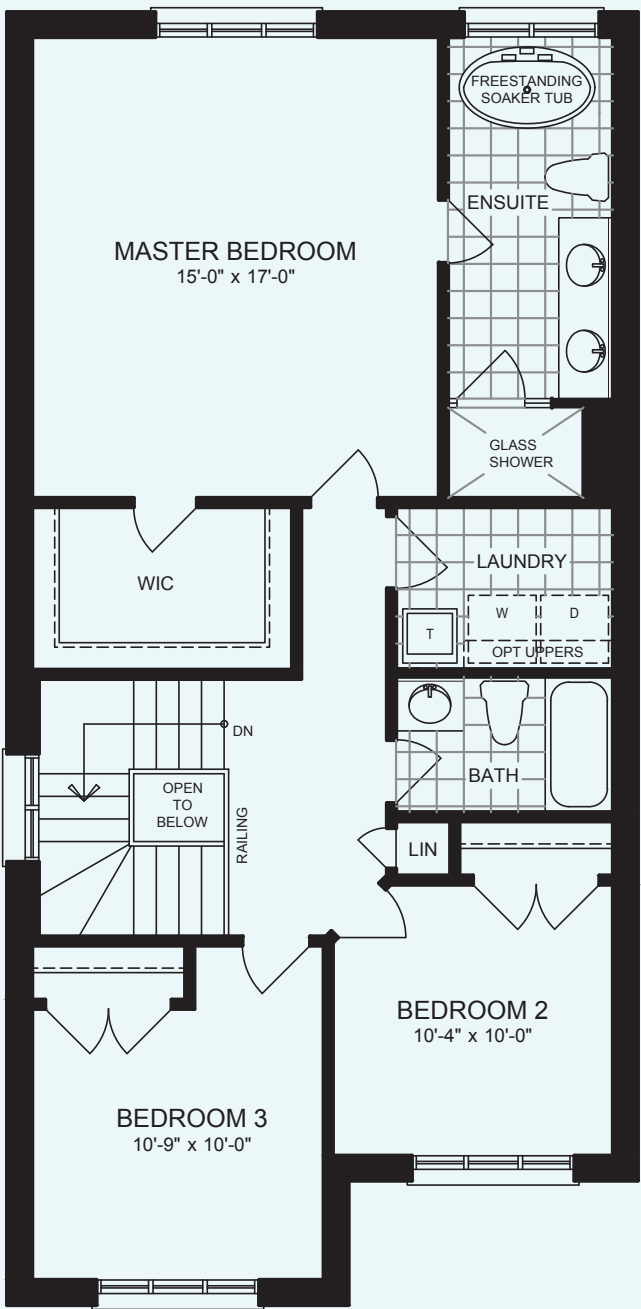 FREESTANDING
SOAKER TUB
ENSUITE
MASTER BEDROOM
15'-0" x 17'-0"
GLASS
SHOWER
WIC
LAUNDRY
W
D
T
OPT UPPERS
DN
OPEN
TO
BELOW
RAILING
BATH
LIN
BEDROOM 2
10'-4" x 10'-0"
BEDROOM 3
10'-9" x 10'-0"